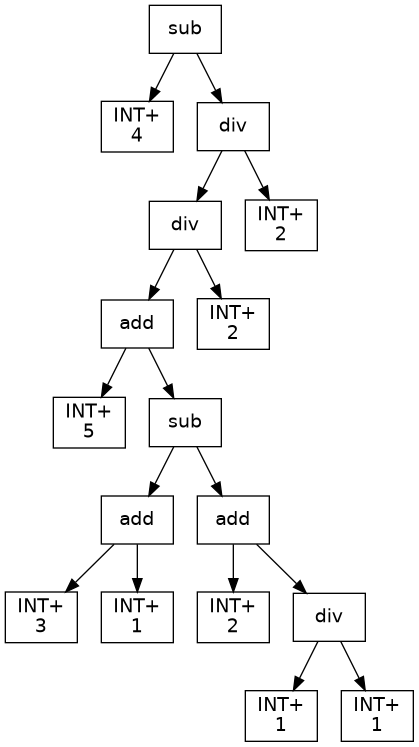 sub
INT+
4
div
div
INT+
2
add
INT+
2
INT+
5
sub
add
add
INT+
3
INT+
1
INT+
2
div
INT+
1
INT+
1